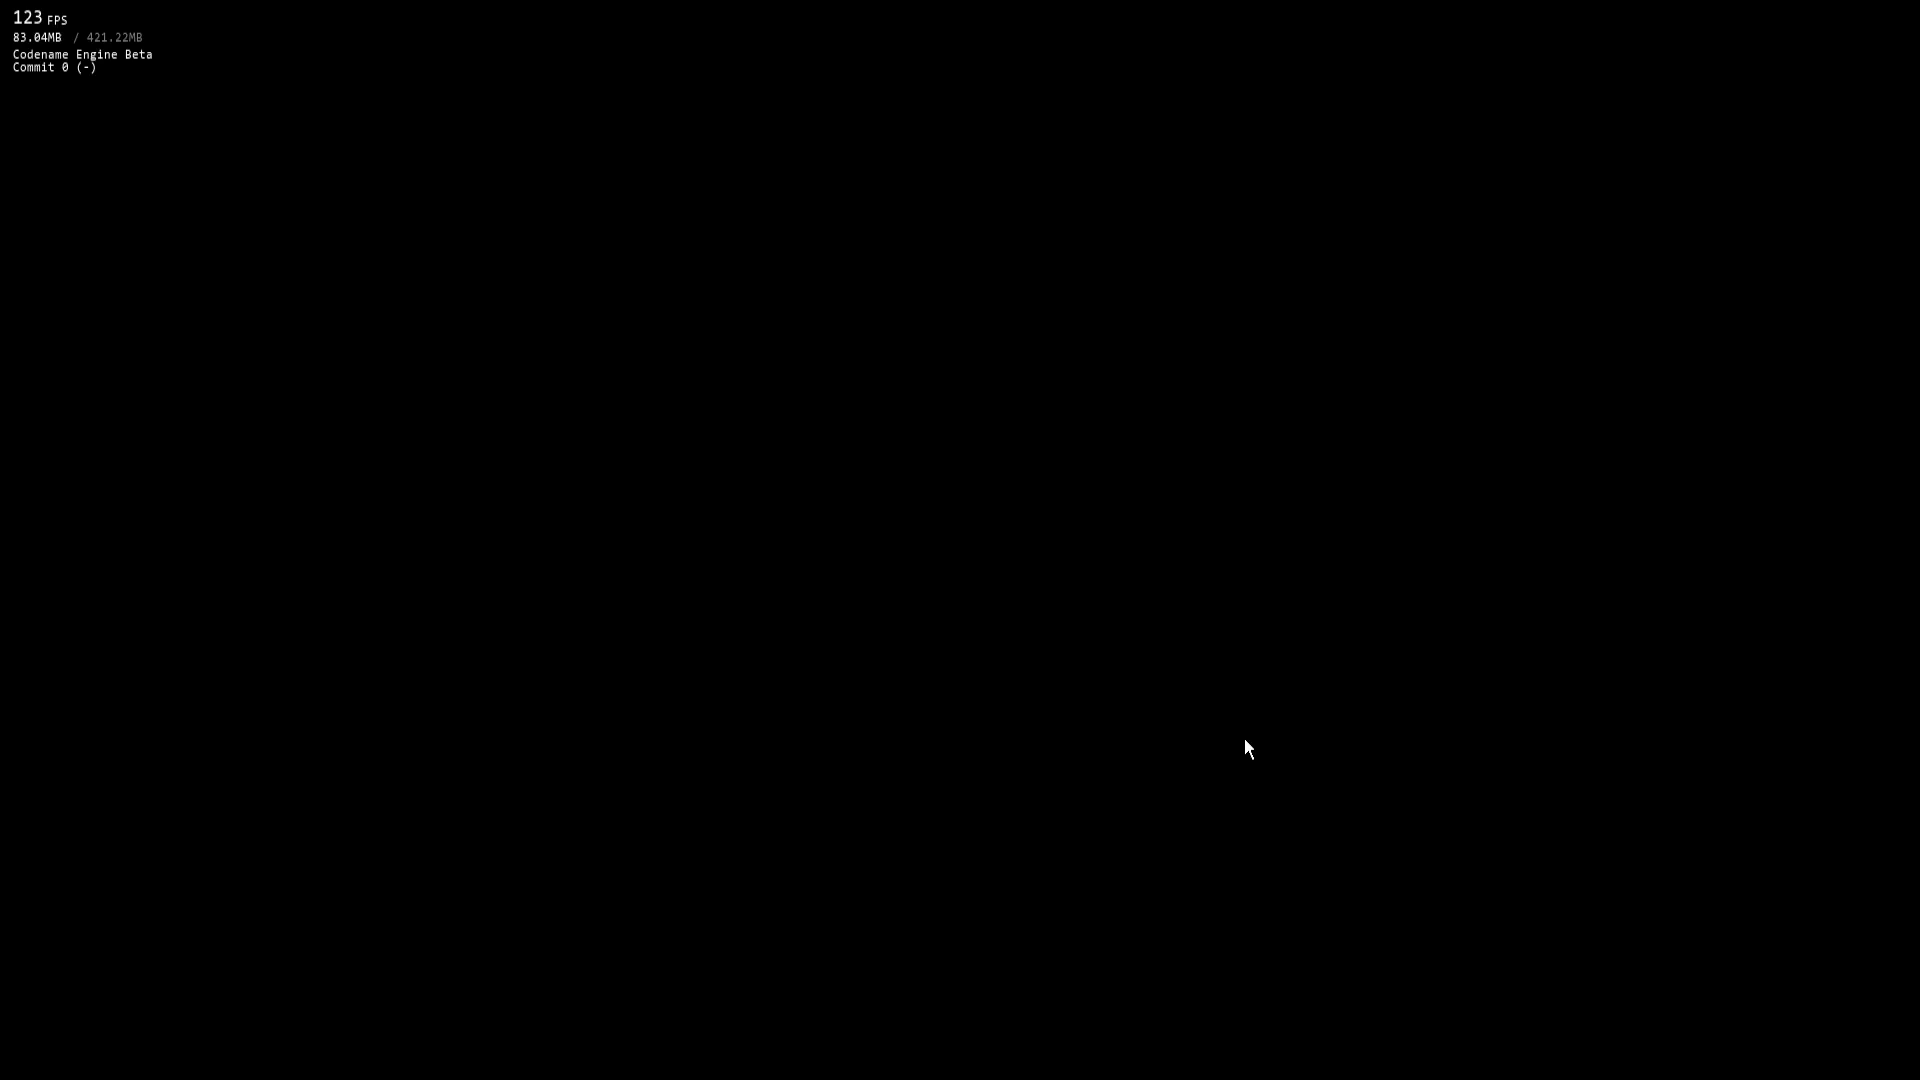 123 FPS
83.04MB / 421.22MB
Codename Engine Beta
Commit 0 (-)